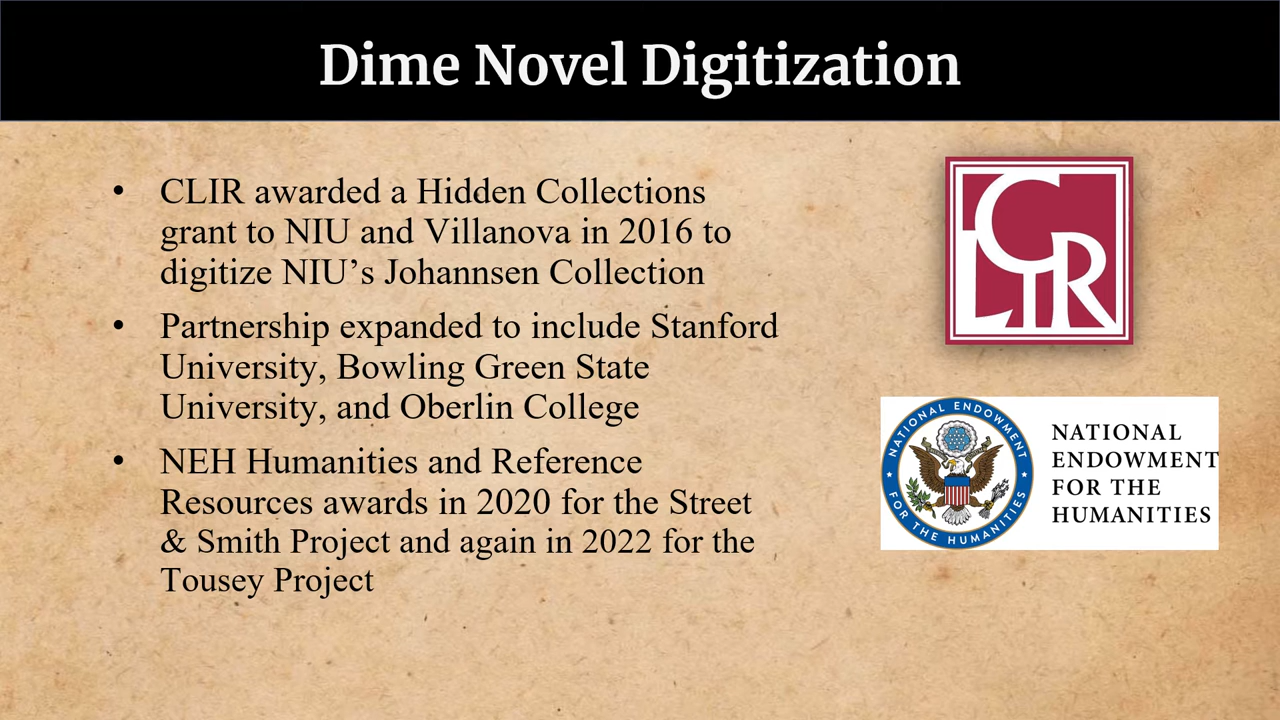 Dime Novel Digitization
• CLIR awarded a Hidden Collections
grant to NIU and Villanova in 2016 to
digitize NIU’s Johannsen Collection
• Partnership expanded to include Stanford
University, Bowling Green State
University, and Oberlin College
• NEH Humanities and Reference
Resources awards in 2020 for the Street
& Smith Project and again in 2022 for the
Tousey Project
CLIR
NATIONAL ENDOWMENT
FOR THE HUMANITIES
NATIONAL
ENDOWMENT
FOR THE
HUMANITIES